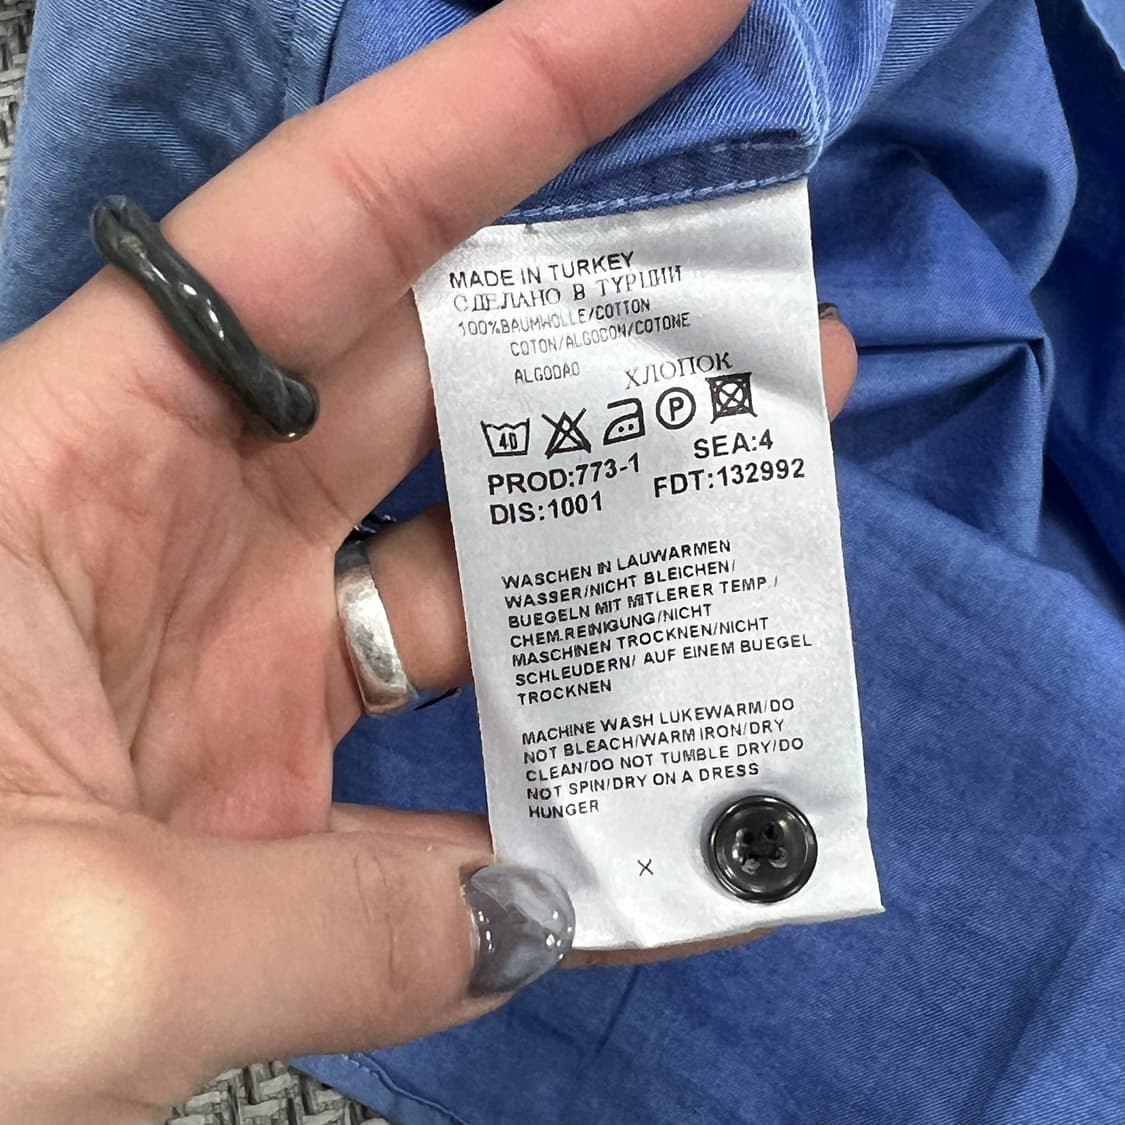 MADE IN TURKEY
СДЕЛАНО В ТУРЦИИ
100%BAUMWOLLE/COTTON
COTON/ALGODON/COTONE
ALGODAO ХЛОПОК
40 P
PROD:773-1 SEA:4
DIS:1001 FDT:132992
WASCHEN IN LAUWARMEN
WASSER/NICHT BLEICHEN/
BUEGELN MIT MITLERER TEMP./
CHEM.REINIGUNG/NICHT
MASCHINEN TROCKNEN/NICHT
SCHLEUDERN/ AUF EINEM BUEGEL
TROCKNEN
MACHINE WASH LUKEWARM/DO
NOT BLEACH/WARM IRON/DRY
CLEAN/DO NOT TUMBLE DRY/DO
NOT SPIN/DRY ON A DRESS
HUNGER
X